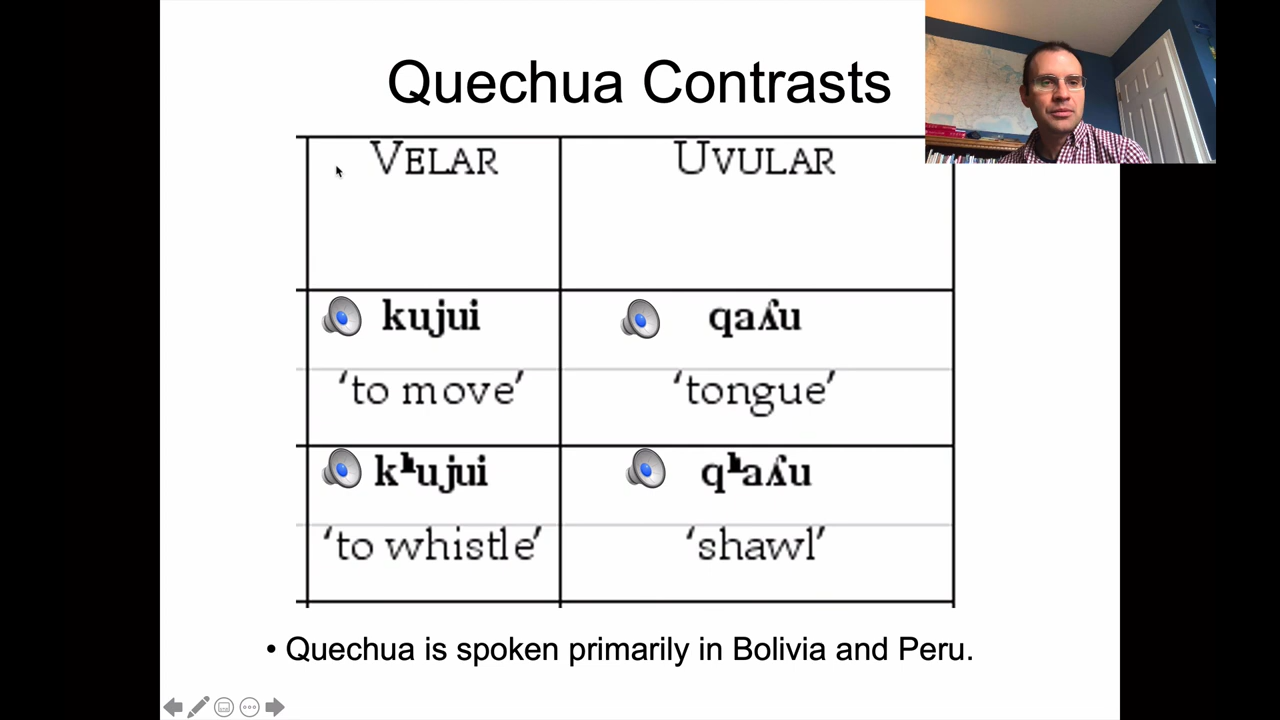 Quechua Contrasts
VELAR UVULAR
kujui qaʎu
‘to move’ ‘tongue’
kʰujui qʰaʎu
‘to whistle’ ‘shawl’
• Quechua is spoken primarily in Bolivia and Peru.